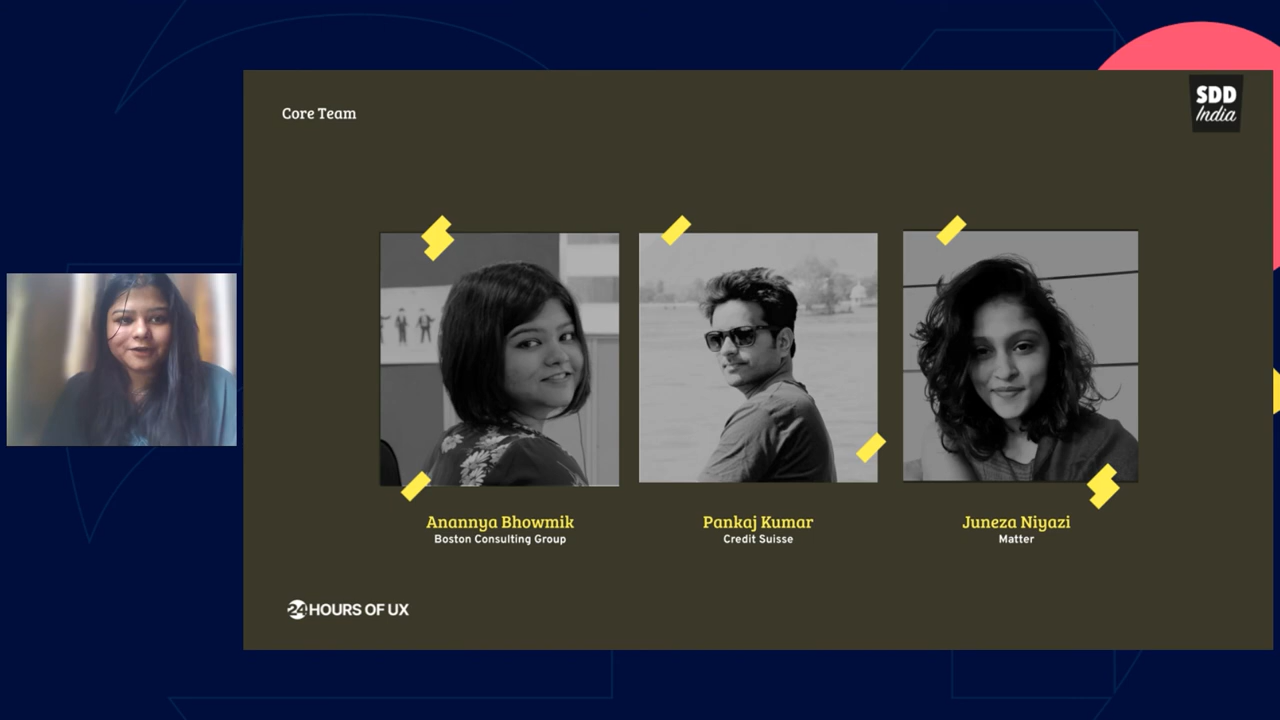 Core Team
SDD
India
Anannya Bhowmik
Boston Consulting Group
Pankaj Kumar
Credit Suisse
Juneza Niyazi
Matter
24 HOURS OF UX